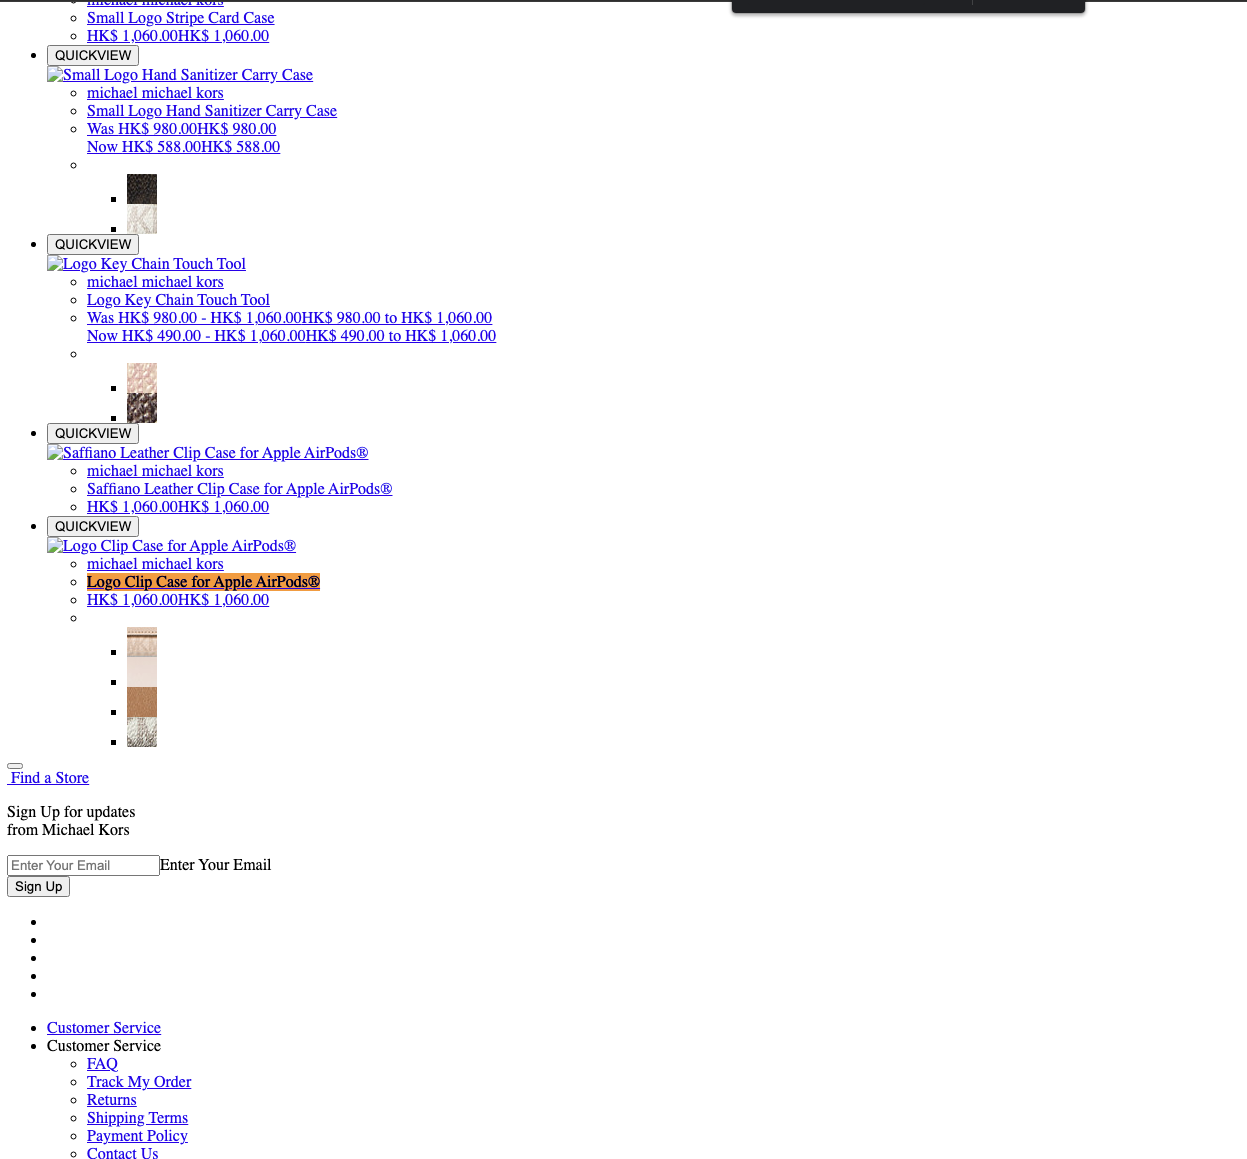 michael michael kors
Small Logo Stripe Card Case
HK$ 1,060.00HK$ 1,060.00
QUICKVIEW
Small Logo Hand Sanitizer Carry Case
michael michael kors
Small Logo Hand Sanitizer Carry Case
Was HK$ 980.00HK$ 980.00
Now HK$ 588.00HK$ 588.00
QUICKVIEW
Logo Key Chain Touch Tool
michael michael kors
Logo Key Chain Touch Tool
Was HK$ 980.00 - HK$ 1,060.00HK$ 980.00 to HK$ 1,060.00
Now HK$ 490.00 - HK$ 1,060.00HK$ 490.00 to HK$ 1,060.00
QUICKVIEW
Saffiano Leather Clip Case for Apple AirPods®
michael michael kors
Saffiano Leather Clip Case for Apple AirPods®
HK$ 1,060.00HK$ 1,060.00
QUICKVIEW
Logo Clip Case for Apple AirPods®
michael michael kors
Logo Clip Case for Apple AirPods®
HK$ 1,060.00HK$ 1,060.00
Find a Store
Sign Up for updates
from Michael Kors
Enter Your Email Enter Your Email
Sign Up
Customer Service
Customer Service
FAQ
Track My Order
Returns
Shipping Terms
Payment Policy
Contact Us